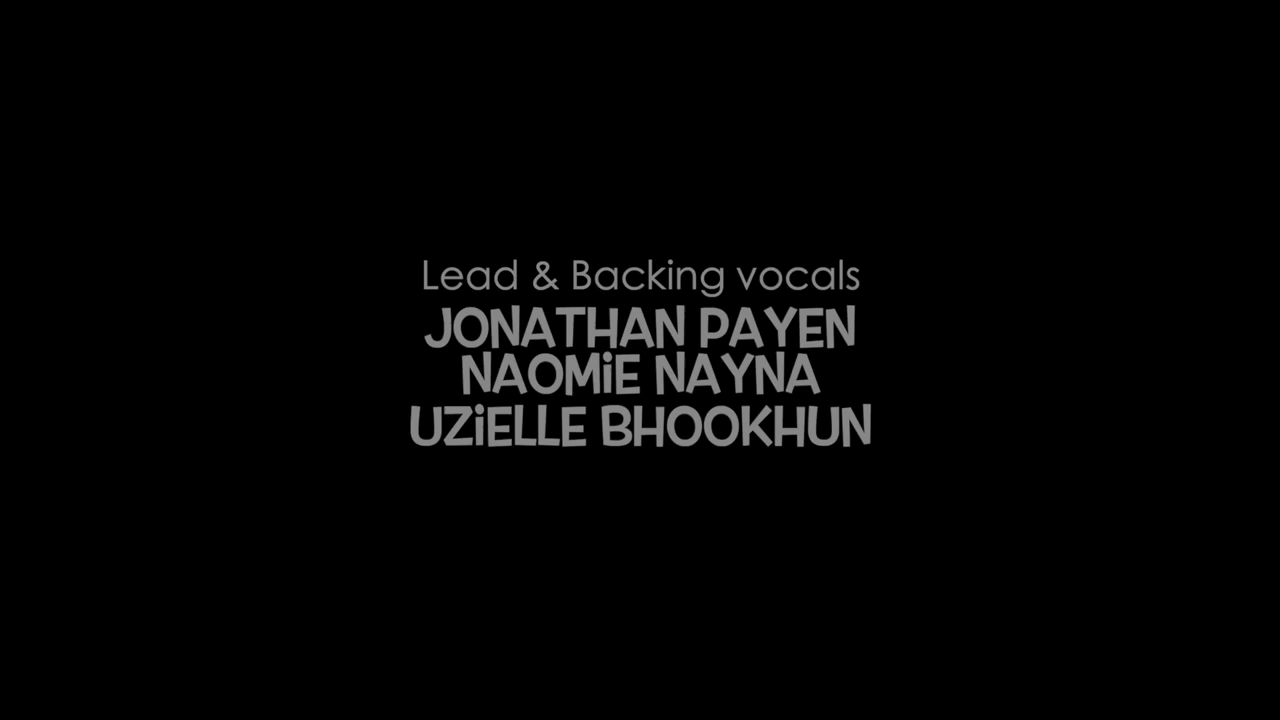 Lead & Backing vocals
JONATHAN PAYEN
NAOMiE NAYNA
UZiELLE BHOOKHUN